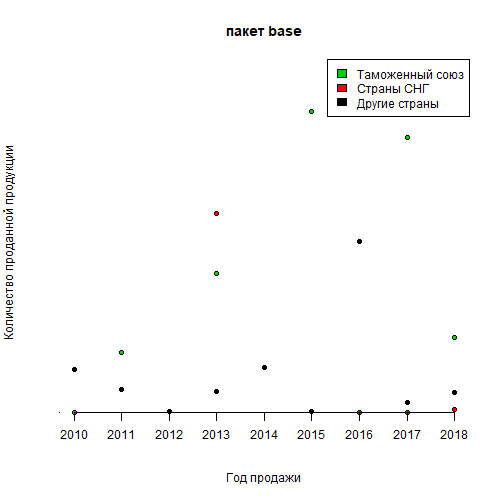 пакет base
Таможенный союз
Страны СНГ
Другие страны
Количество проданной продукции
2010 2011 2012 2013 2014 2015 2016 2017 2018
Год продажи